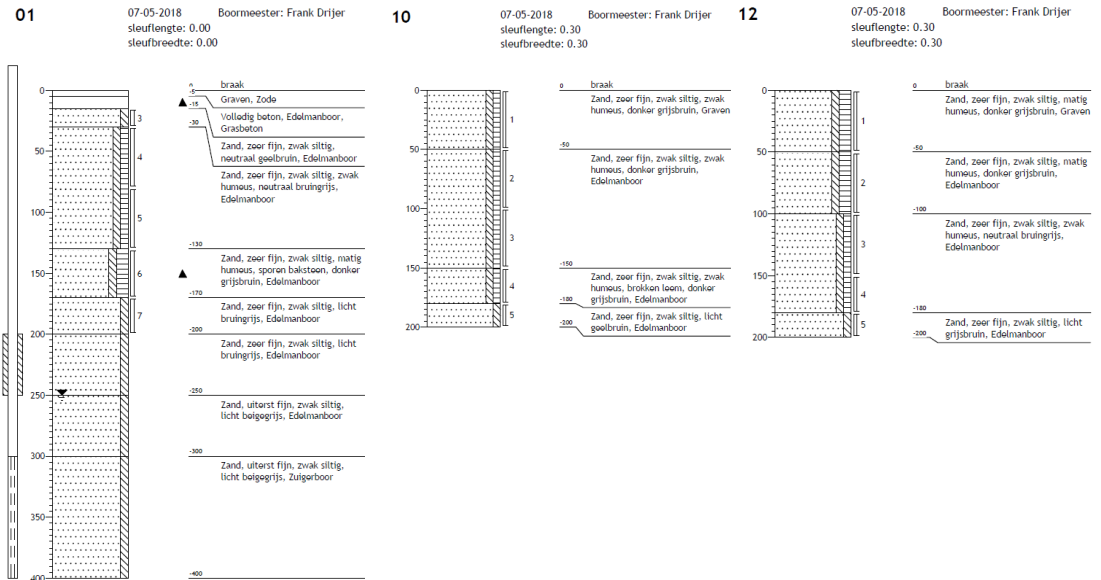 01
07-05-2018 Boormeester: Frank Drijer
sleuflengte: 0.00
sleufbreedte: 0.00
0
50
100
150
200
250
300
350
400
3
4
5
6
7
0 braak
-5
Graven, Zode
-15
Volledig beton, Edelmanboor,
Grasbeton
-30
Zand, zeer fijn, zwak siltig,
neutraal geelbruin, Edelmanboor
Zand, zeer fijn, zwak siltig, zwak
humeus, neutraal bruingrijs,
Edelmanboor
-130
Zand, zeer fijn, zwak siltig, matig
humeus, sporen baksteen, donker
grijsbruin, Edelmanboor
-170
Zand, zeer fijn, zwak siltig, licht
bruingrijs, Edelmanboor
-200
Zand, zeer fijn, zwak siltig, licht
bruingrijs, Edelmanboor
-250
Zand, uiterst fijn, zwak siltig,
licht beigegrijs, Edelmanboor
-300
Zand, uiterst fijn, zwak siltig,
licht beigegrijs, Zuigerboor
-400
10
07-05-2018 Boormeester: Frank Drijer
sleuflengte: 0.30
sleufbreedte: 0.30
0
50
100
150
200
1
2
3
4
5
0 braak
Zand, zeer fijn, zwak siltig, zwak
humeus, donker grijsbruin, Graven
-50
Zand, zeer fijn, zwak siltig, zwak
humeus, donker grijsbruin,
Edelmanboor
-150
Zand, zeer fijn, zwak siltig, zwak
humeus, brokken leem, donker
grijsbruin, Edelmanboor
-180
Zand, zeer fijn, zwak siltig, licht
geelbruin, Edelmanboor
-200
12
07-05-2018 Boormeester: Frank Drijer
sleuflengte: 0.30
sleufbreedte: 0.30
0
50
100
150
200
1
2
3
4
5
0 braak
Zand, zeer fijn, zwak siltig, matig
humeus, donker grijsbruin, Graven
-50
Zand, zeer fijn, zwak siltig, matig
humeus, donker grijsbruin,
Edelmanboor
-100
Zand, zeer fijn, zwak siltig, zwak
humeus, neutraal bruingrijs,
Edelmanboor
-180
Zand, zeer fijn, zwak siltig, licht
grijsbruin, Edelmanboor
-200